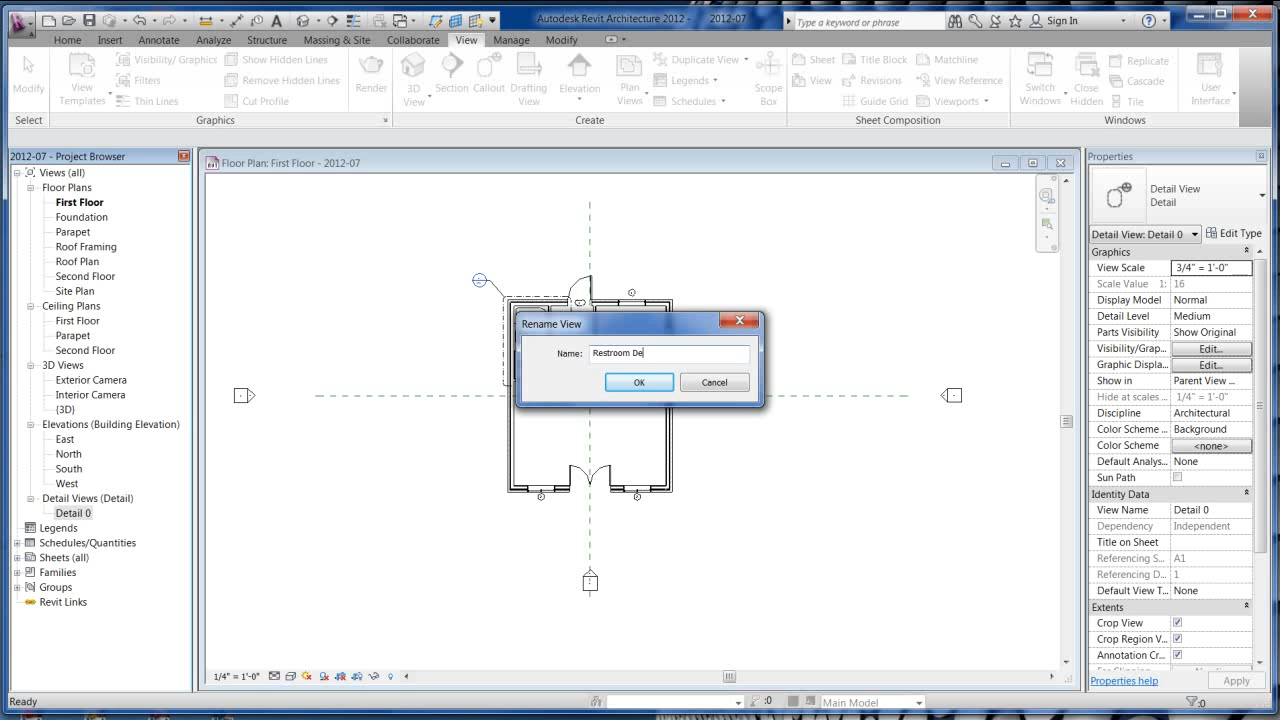 Autodesk Revit Architecture 2012 - 2012-07
Type a keyword or phrase
Sign In
Home Insert Annotate Analyze Structure Massing & Site Collaborate View Manage Modify
Modify
View Templates
Visibility/ Graphics
Filters
Thin Lines
Show Hidden Lines
Remove Hidden Lines
Cut Profile
Render
3D View
Section
Callout
Drafting View
Elevation
Plan Views
Duplicate View
Legends
Schedules
Scope Box
Sheet
View
Title Block
Revisions
Guide Grid
Matchline
View Reference
Viewports
Switch Windows
Close Hidden
Replicate
Cascade
Tile
User Interface
Select Graphics Create Sheet Composition Windows
2012-07 - Project Browser
Views (all)
Floor Plans
First Floor
Foundation
Parapet
Roof Framing
Roof Plan
Second Floor
Site Plan
Ceiling Plans
First Floor
Parapet
Second Floor
3D Views
Exterior Camera
Interior Camera
{3D}
Elevations (Building Elevation)
East
North
South
West
Detail Views (Detail)
Detail 0
Legends
Schedules/Quantities
Sheets (all)
Families
Groups
Revit Links
Floor Plan: First Floor - 2012-07
Rename View
Name: Restroom De
OK Cancel
1/4" = 1'-0"
Properties
Detail View
Detail
Detail View: Detail 0 Edit Type
Graphics
View Scale 3/4" = 1'-0"
Scale Value 1: 16
Display Model Normal
Detail Level Medium
Parts Visibility Show Original
Visibility/Grap... Edit...
Graphic Displa... Edit...
Show in Parent View ...
Hide at scales ... 1/4" = 1'-0"
Discipline Architectural
Color Scheme ... Background
Color Scheme <none>
Default Analys... None
Sun Path
Identity Data
View Name Detail 0
Dependency Independent
Title on Sheet
Referencing S... A1
Referencing D... 1
Default View T... None
Extents
Crop View
Crop Region V...
Annotation Cr...
Properties help Apply
Ready
:0
Main Model
:0